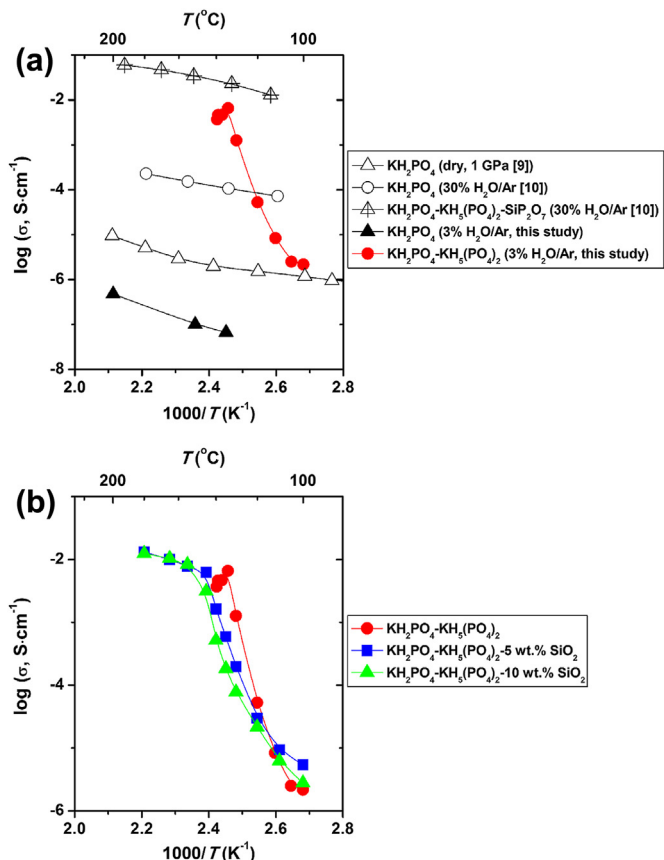 T (°C)
200 100
(a)
-2
-4
-6
-8
log (σ, S·cm⁻¹)
2.0 2.2 2.4 2.6 2.8
1000/T (K⁻¹)
KH₂PO₄ (dry, 1 GPa [9])
KH₂PO₄ (30% H₂O/Ar [10])
KH₂PO₄-KH₅(PO₄)₂-SiP₂O₇ (30% H₂O/Ar [10])
KH₂PO₄ (3% H₂O/Ar, this study)
KH₂PO₄-KH₅(PO₄)₂ (3% H₂O/Ar, this study)
T (°C)
200 100
(b)
-2
-4
-6
log (σ, S·cm⁻¹)
2.0 2.2 2.4 2.6 2.8
1000/T (K⁻¹)
KH₂PO₄-KH₅(PO₄)₂
KH₂PO₄-KH₅(PO₄)₂-5 wt.% SiO₂
KH₂PO₄-KH₅(PO₄)₂-10 wt.% SiO₂